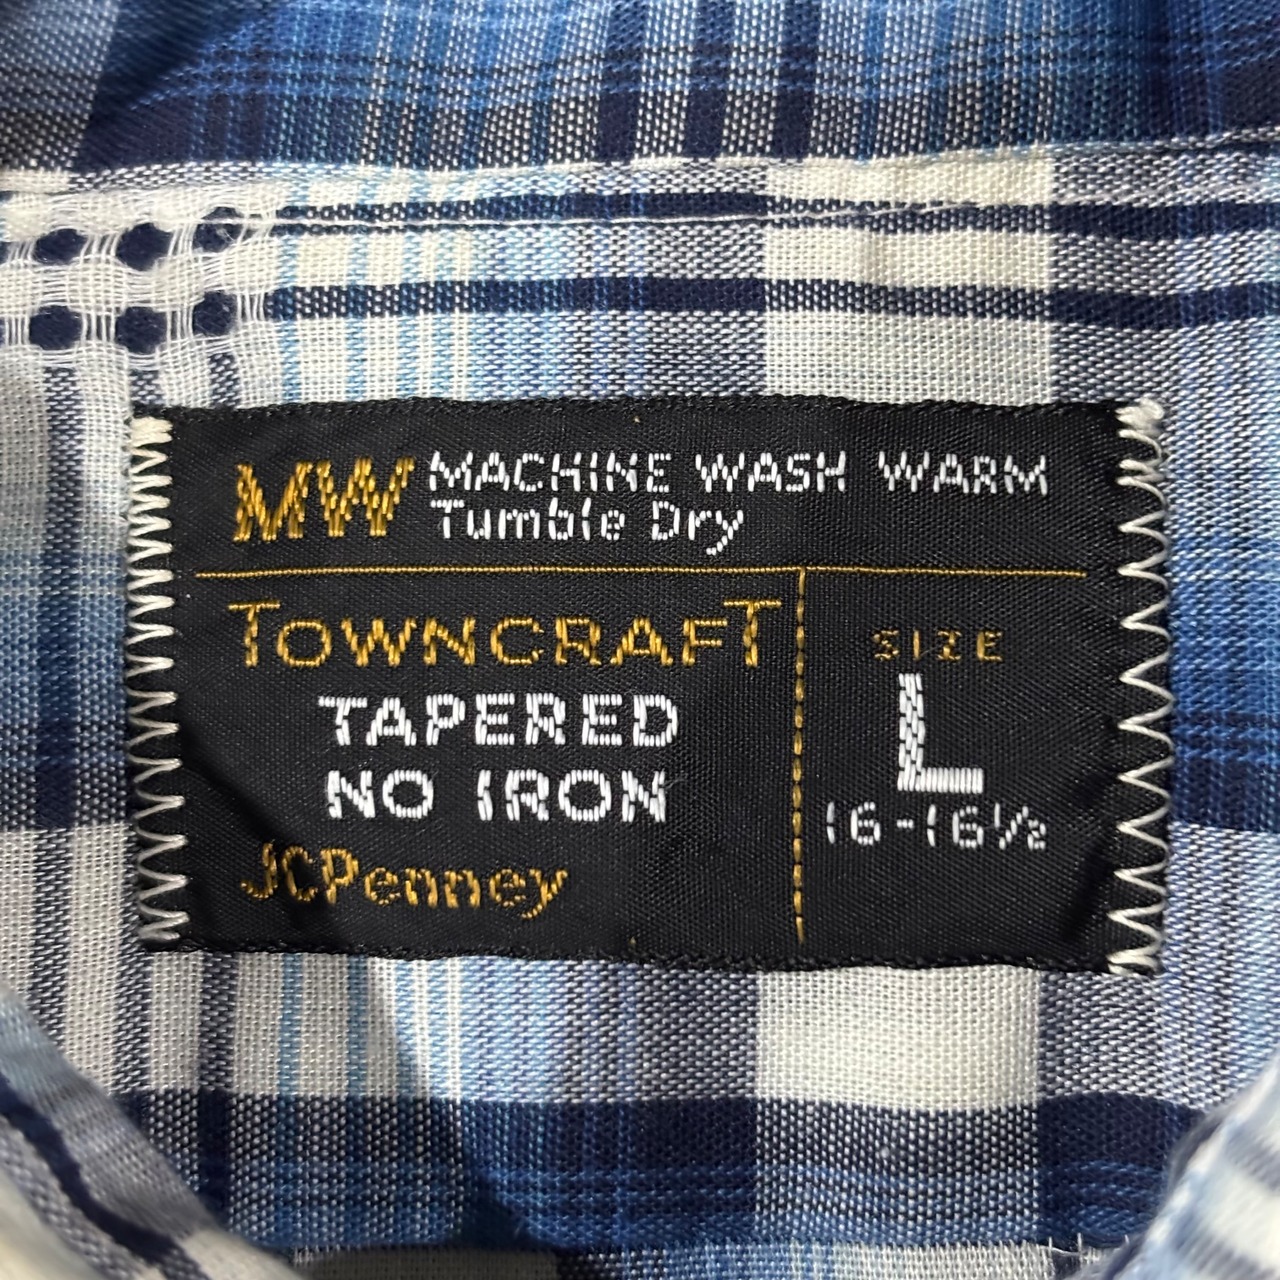 MW MACHINE WASH WARM
Tumble Dry
TOWNCRAFT
TAPERED
NO IRON
JCPenney
SIZE
L
16-16½